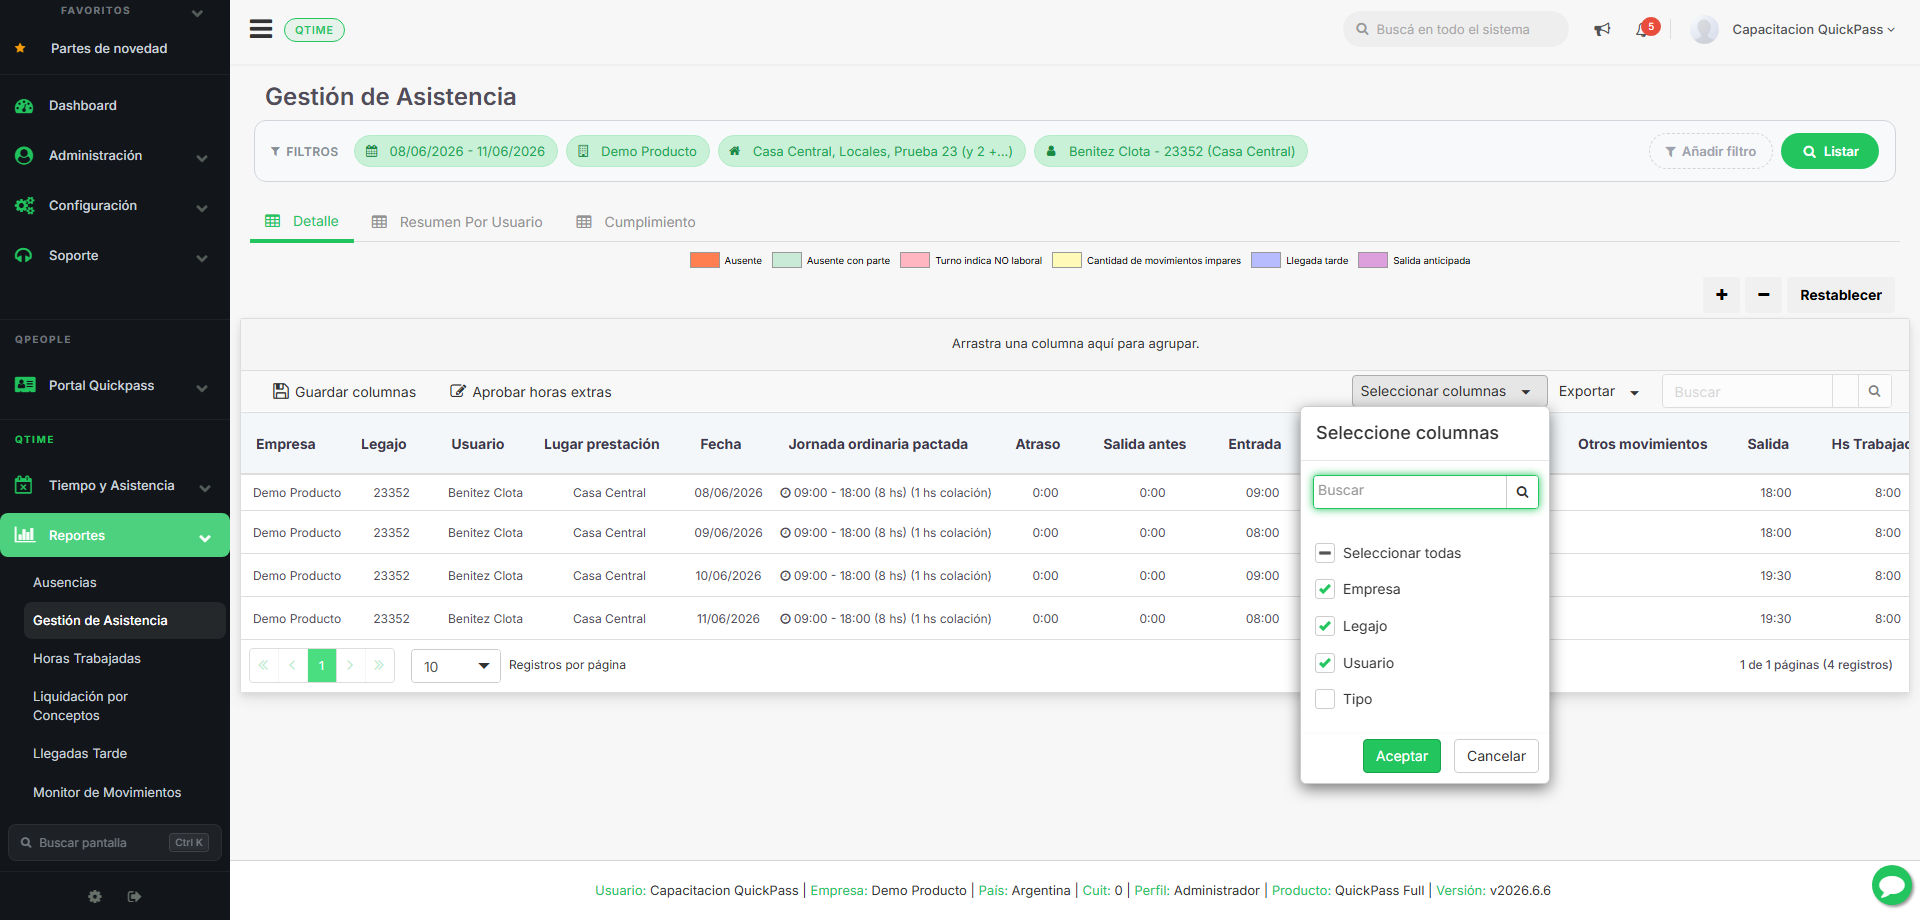 FAVORITOS
Partes de novedad
Dashboard
Administración
Configuración
Soporte
QPEOPLE
Portal Quickpass
QTIME
Tiempo y Asistencia
Reportes
Ausencias
Gestión de Asistencia
Horas Trabajadas
Liquidación por
Conceptos
Llegadas Tarde
Monitor de Movimientos
Buscar pantalla Ctrl K
QTIME
Buscá en todo el sistema
5
Capacitacion QuickPass
Gestión de Asistencia
FILTROS 08/06/2026 - 11/06/2026 Demo Producto Casa Central, Locales, Prueba 23 (y 2 +...) Benitez Clota - 23352 (Casa Central) Añadir filtro Listar
Detalle Resumen Por Usuario Cumplimiento
Ausente Ausente con parte Turno indica NO laboral Cantidad de movimientos impares Llegada tarde Salida anticipada
+ - Restablecer
Arrastra una columna aquí para agrupar.
Guardar columnas Aprobar horas extras Seleccionar columnas Exportar Buscar
Empresa Legajo Usuario Lugar prestación Fecha Jornada ordinaria pactada Atraso Salida antes Entrada Otros movimientos Salida Hs Trabajad
Demo Producto 23352 Benitez Clota Casa Central 08/06/2026 09:00 - 18:00 (8 hs) (1 hs colación) 0:00 0:00 09:00 18:00 8:00
Demo Producto 23352 Benitez Clota Casa Central 09/06/2026 09:00 - 18:00 (8 hs) (1 hs colación) 0:00 0:00 08:00 18:00 8:00
Demo Producto 23352 Benitez Clota Casa Central 10/06/2026 09:00 - 18:00 (8 hs) (1 hs colación) 0:00 0:00 09:00 19:30 8:00
Demo Producto 23352 Benitez Clota Casa Central 11/06/2026 09:00 - 18:00 (8 hs) (1 hs colación) 0:00 0:00 08:00 19:30 8:00
« ‹ 1 › » 10 Registros por página 1 de 1 páginas (4 registros)
Seleccione columnas
Buscar
Seleccionar todas
Empresa
Legajo
Usuario
Tipo
Aceptar Cancelar
Usuario: Capacitacion QuickPass | Empresa: Demo Producto | País: Argentina | Cuit: 0 | Perfil: Administrador | Producto: QuickPass Full | Versión: v2026.6.6